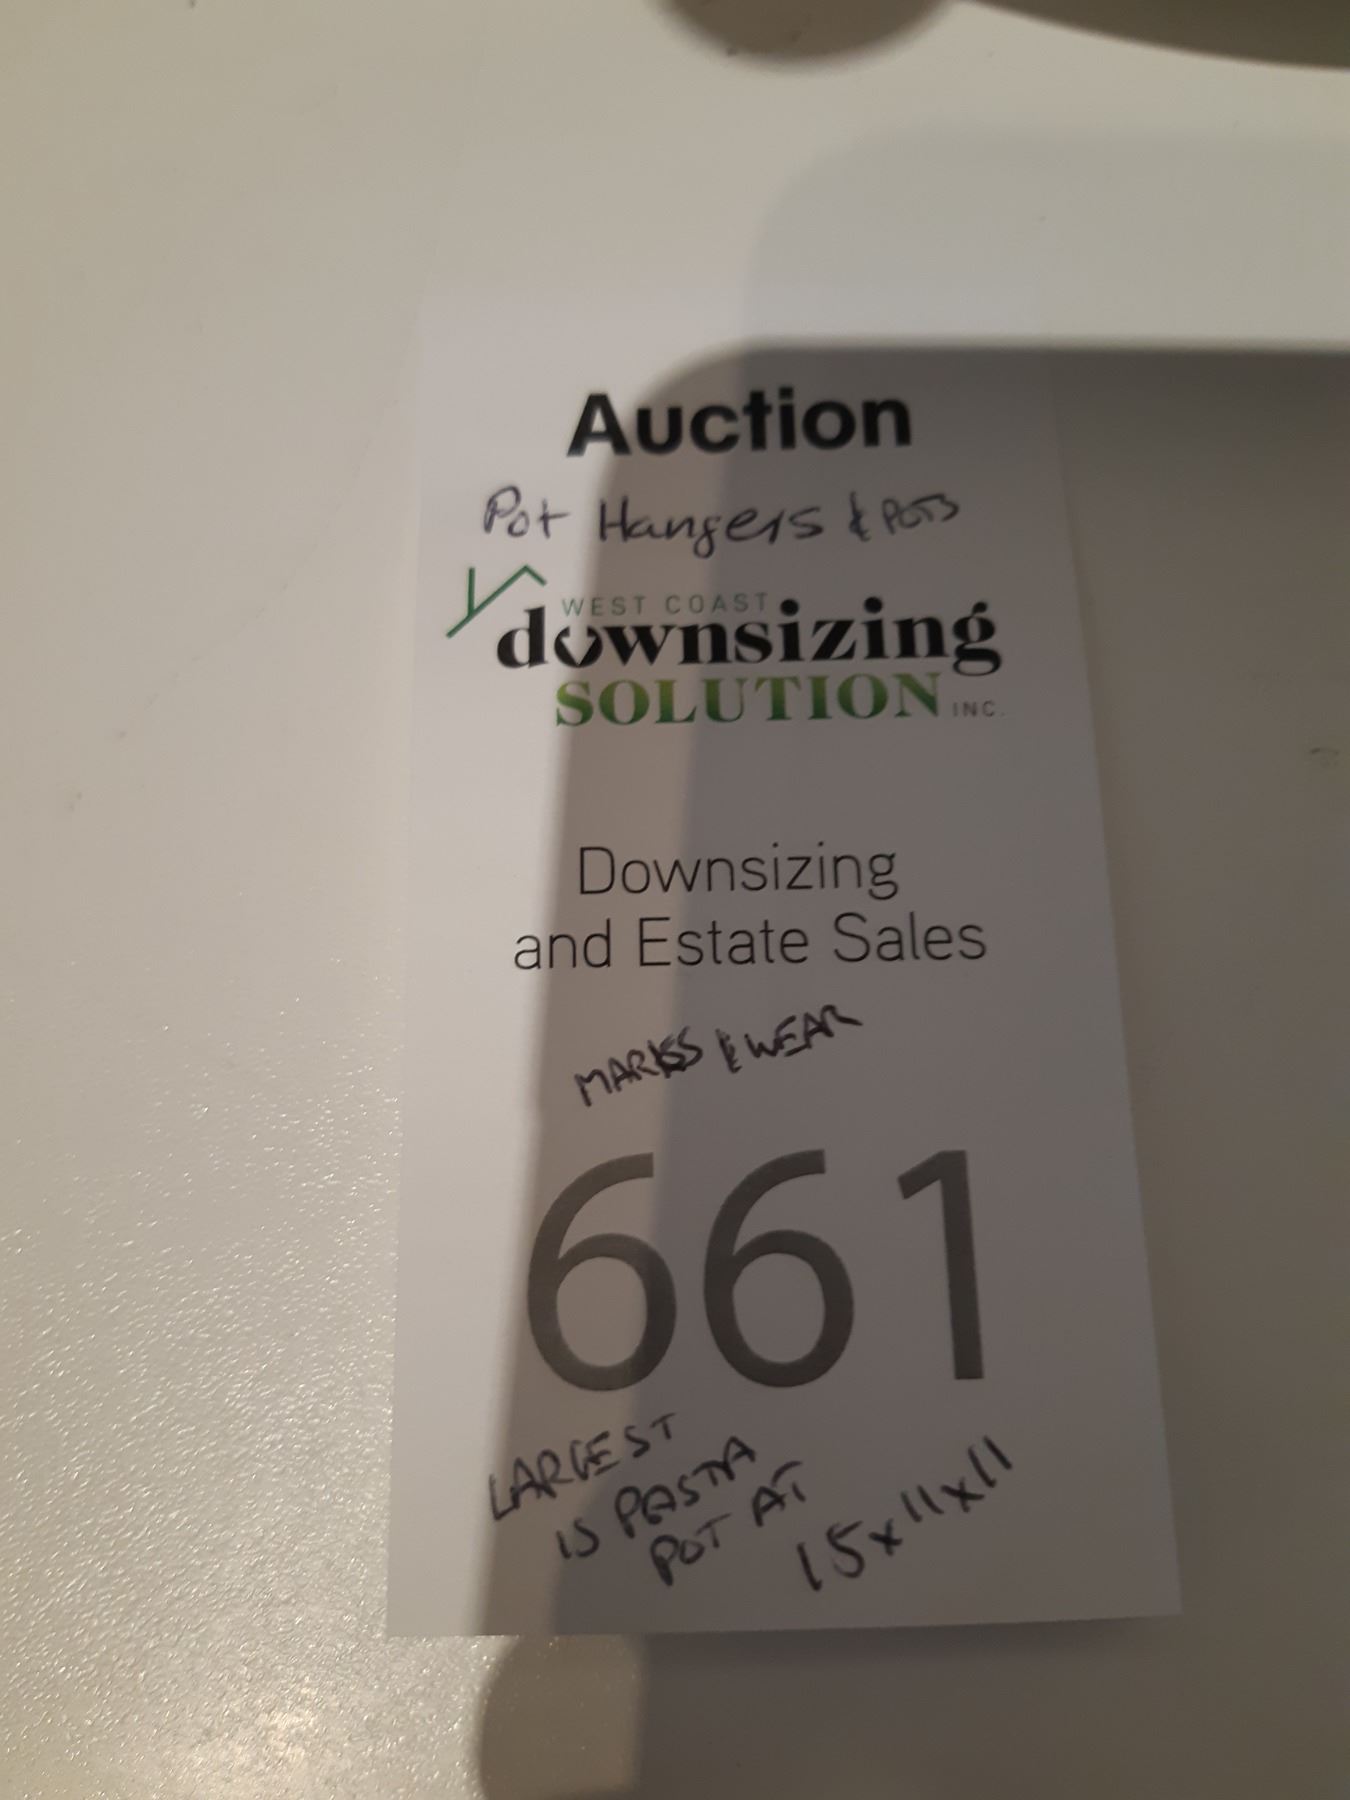 Auction
Pot Hangers & POTS
WEST COAST
downsizing
SOLUTION INC.
Downsizing
and Estate Sales
MARKS & WEAR
661
LARGEST
IS PASTA
POT AT
15x11x11